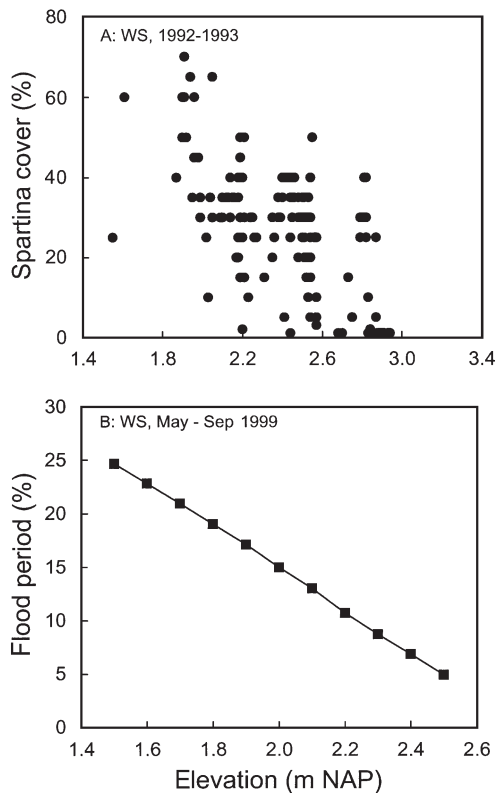 80
A: WS, 1992-1993
60
40
20
0
Spartina cover (%)
1.4 1.8 2.2 2.6 3.0 3.4
30
B: WS, May - Sep 1999
25
20
15
10
5
0
Flood period (%)
1.4 1.6 1.8 2.0 2.2 2.4 2.6
Elevation (m NAP)